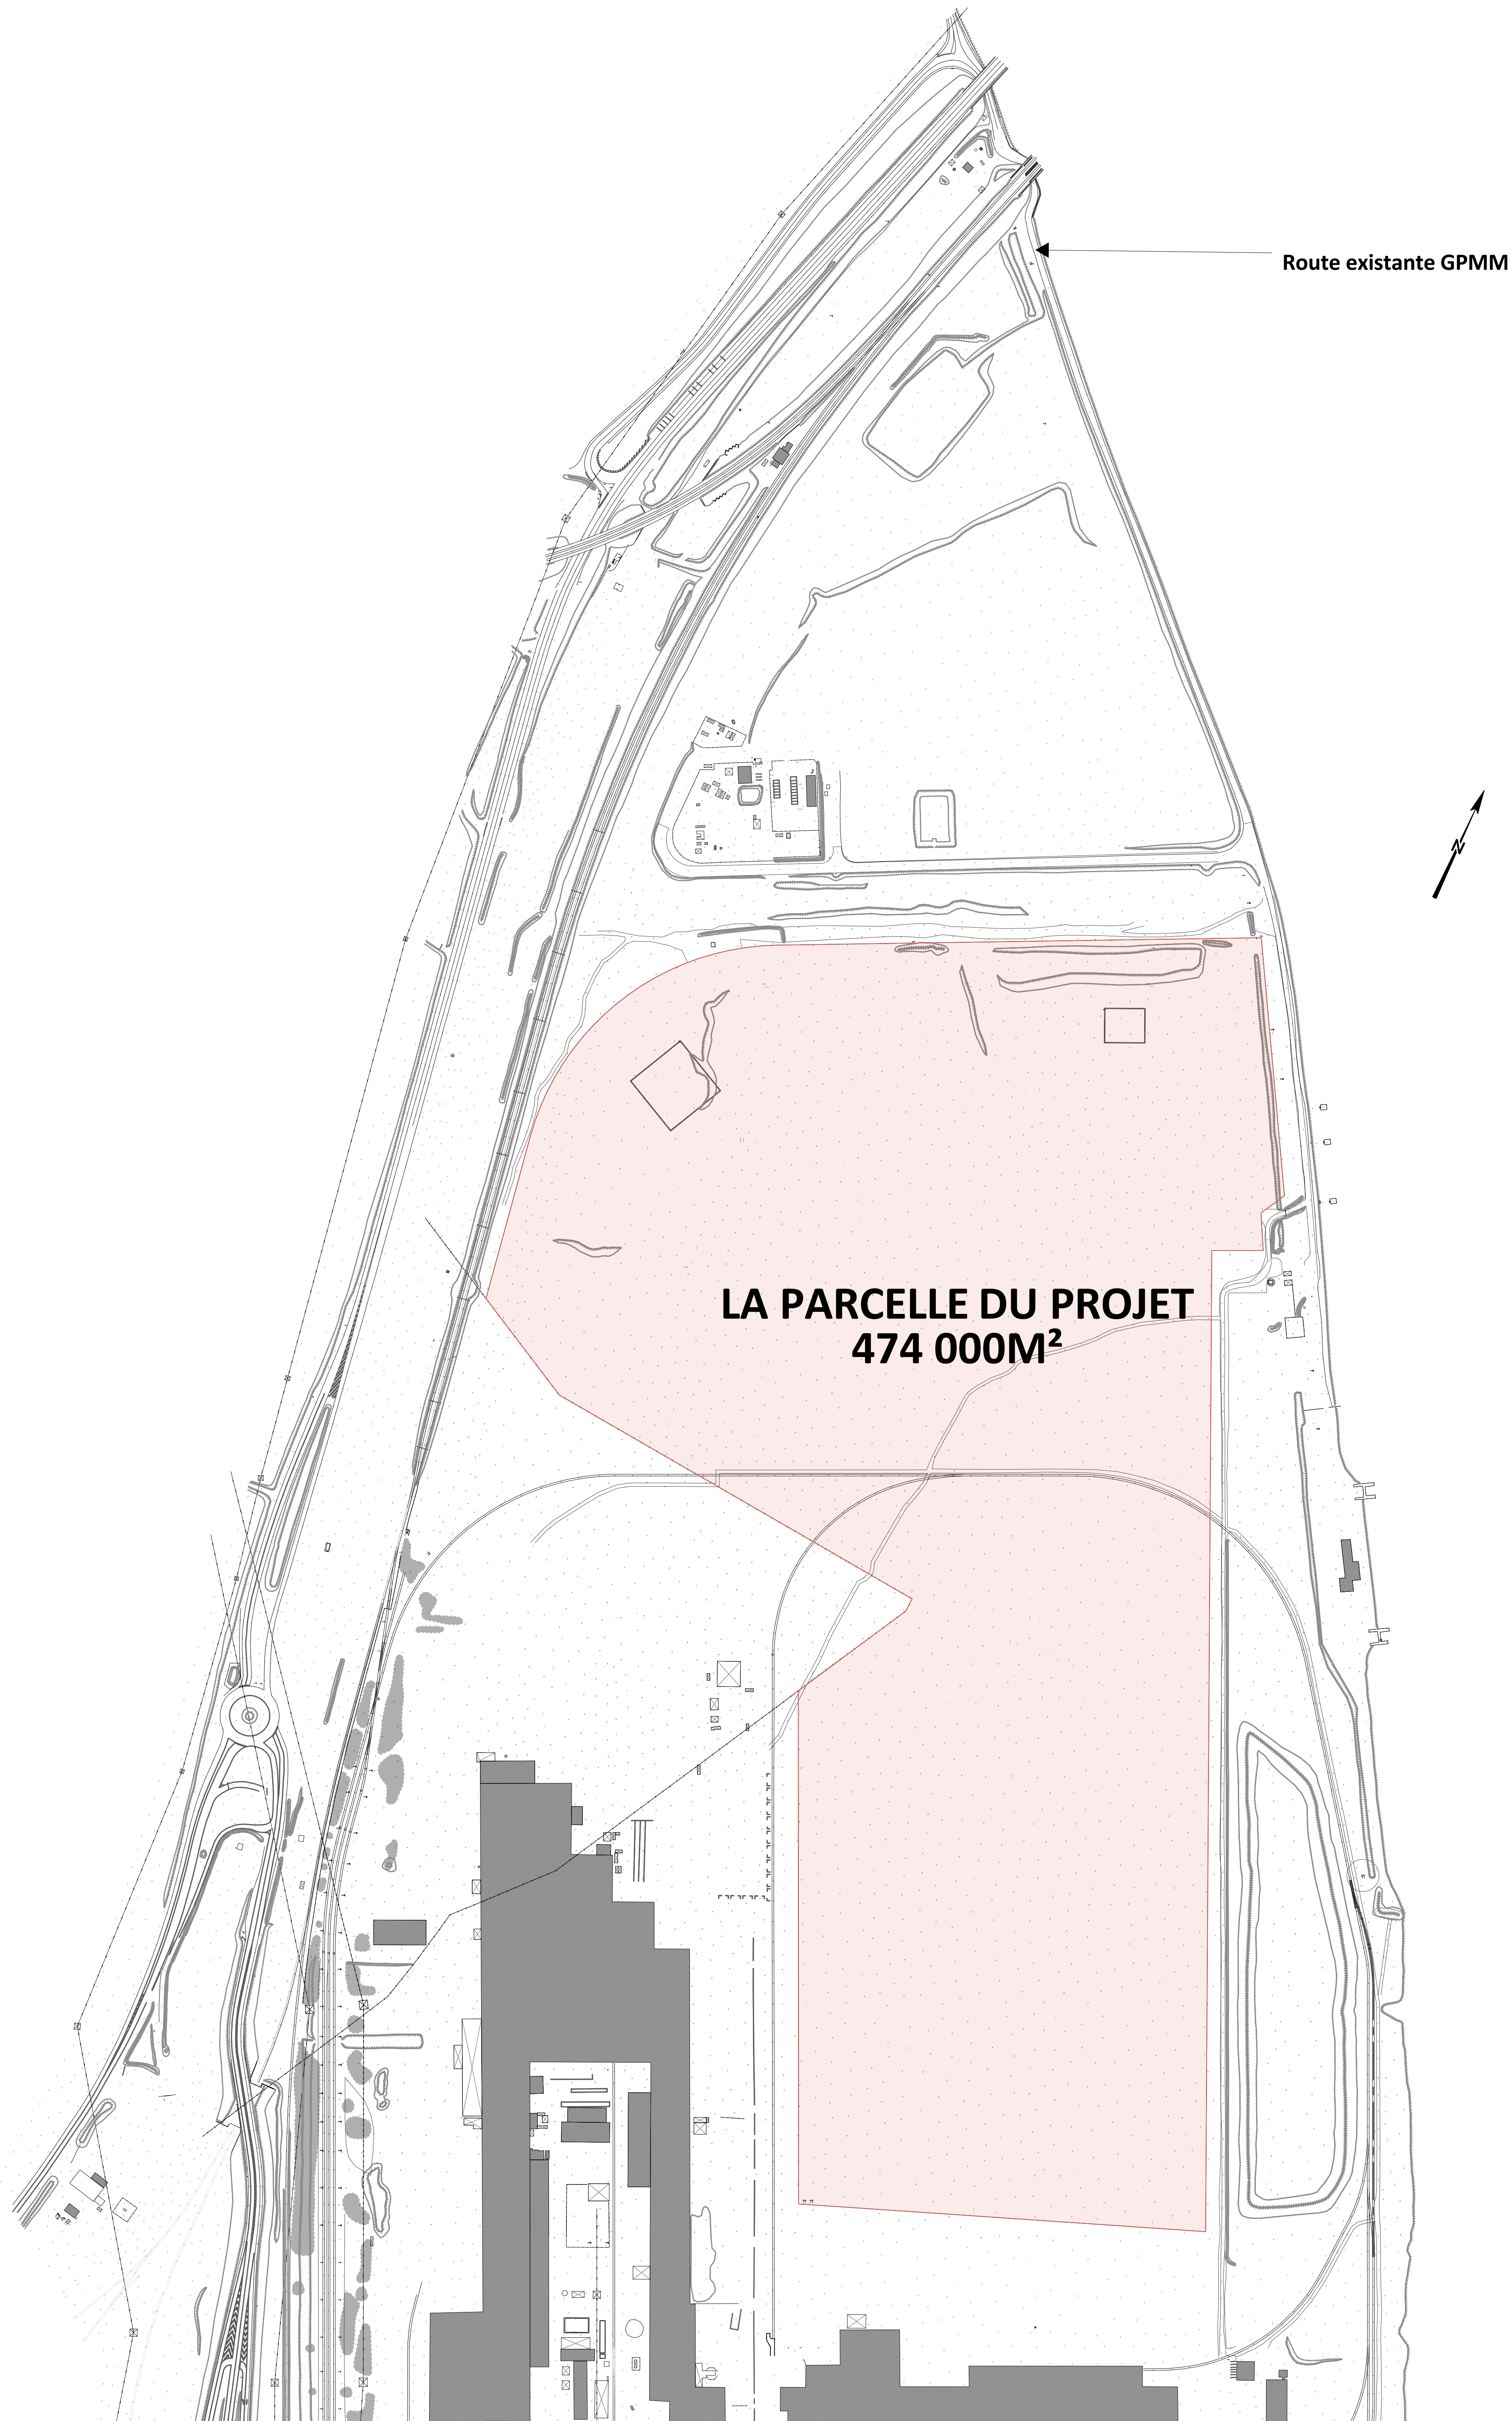 Route existante GPMM
N
LA PARCELLE DU PROJET
474 000M²